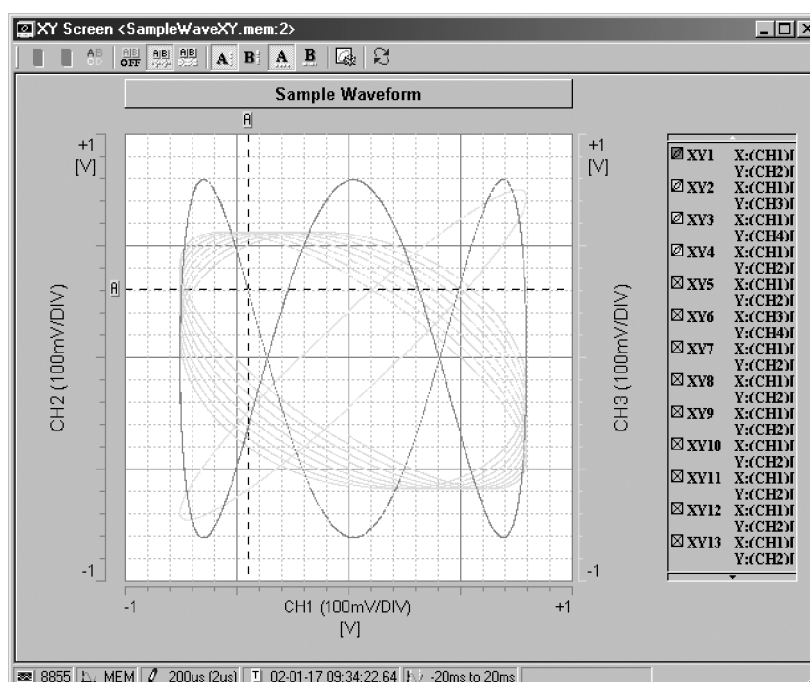 XY Screen <SampleWaveXY.mem:2>
AB CD A|B OFF A|B A|B A B A B
Sample Waveform
A
+1
[V]
+1
[V]
A
CH2 (100mV/DIV)
CH3 (100mV/DIV)
-1
-1
-1 CH1 (100mV/DIV) +1
[V]
XY1 X:(CH1)[
Y:(CH2)[
XY2 X:(CH1)[
Y:(CH3)[
XY3 X:(CH1)[
Y:(CH4)[
XY4 X:(CH1)[
Y:(CH2)[
XY5 X:(CH1)[
Y:(CH2)[
XY6 X:(CH3)[
Y:(CH4)[
XY7 X:(CH1)[
Y:(CH2)[
XY8 X:(CH1)[
Y:(CH2)[
XY9 X:(CH1)[
Y:(CH2)[
XY10 X:(CH1)[
Y:(CH2)[
XY11 X:(CH1)[
Y:(CH2)[
XY12 X:(CH1)[
Y:(CH2)[
XY13 X:(CH1)[
Y:(CH2)[
8855 MEM 200us (2us) T 02-01-17 09:34:22.64 -20ms to 20ms